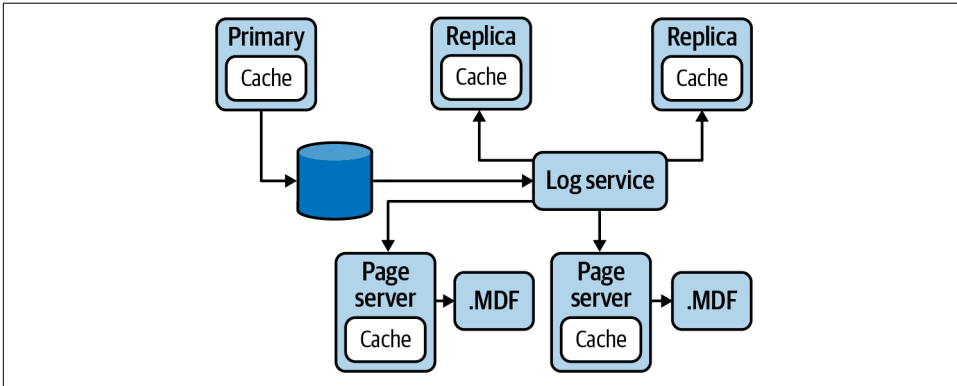 Primary
Cache
Replica
Cache
Replica
Cache
Log service
Page
server
Cache
.MDF
Page
server
Cache
.MDF